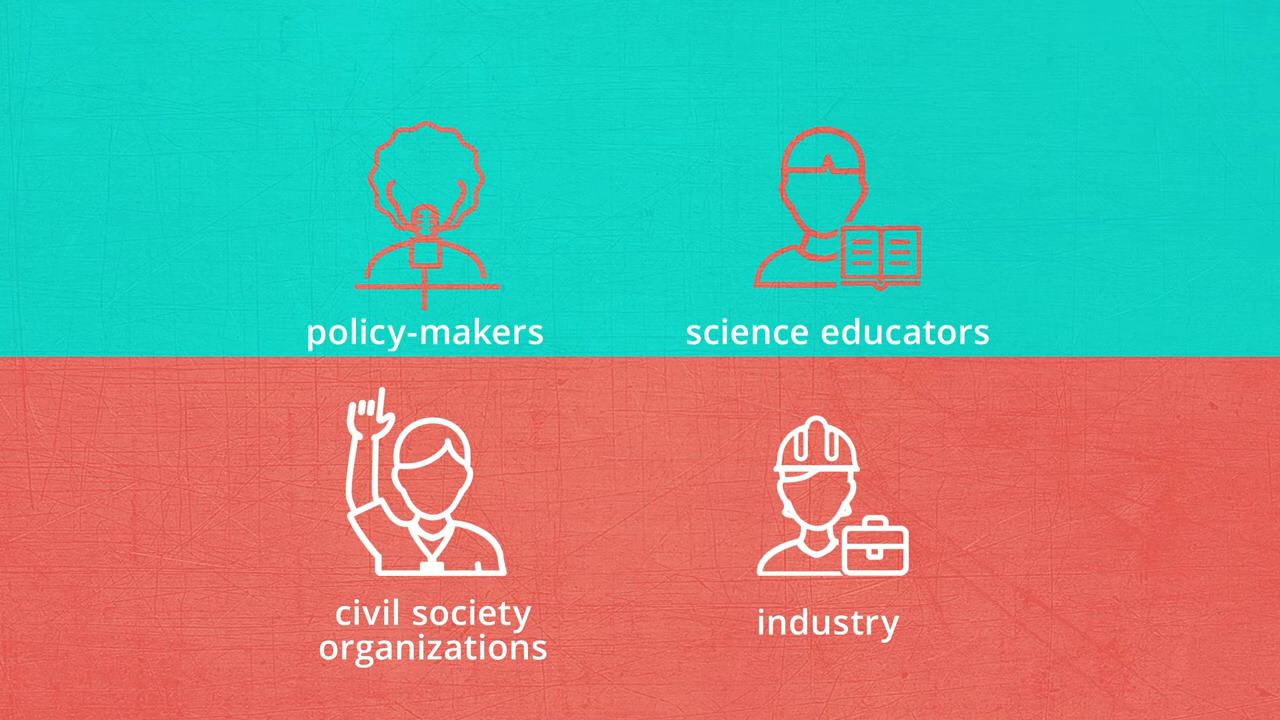 policy-makers
science educators
civil society
organizations
industry